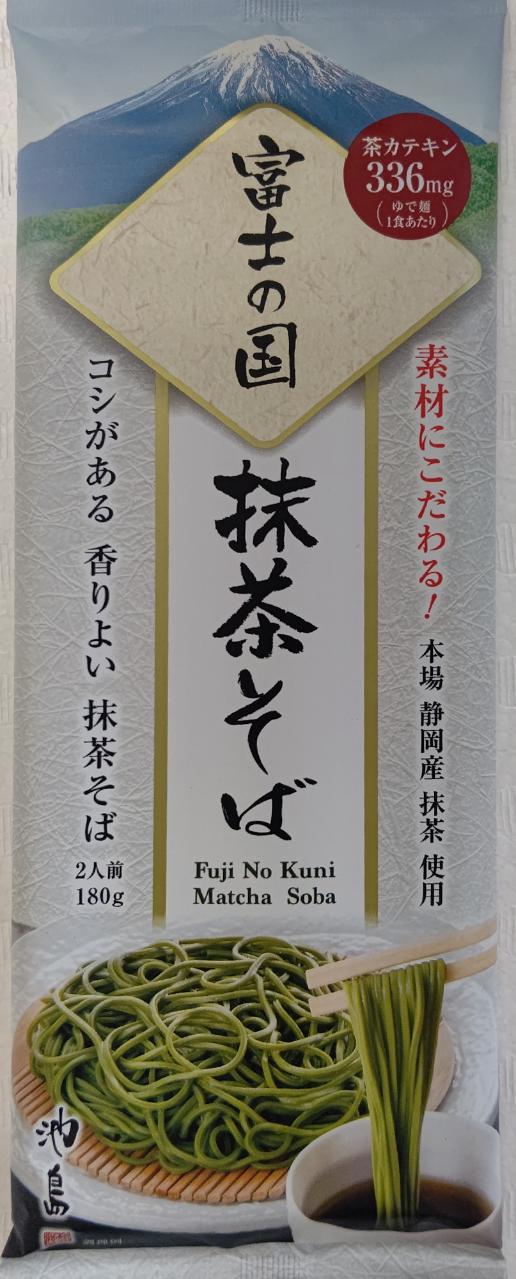 茶カテキン
336mg
(ゆで麺
1食あたり)
富士の国
抹茶そば
Fuji No Kuni
Matcha Soba
素材にこだわる! 本場 静岡産 抹茶 使用
コシがある 香りよい 抹茶そば
2人前
180g
池島
調理例